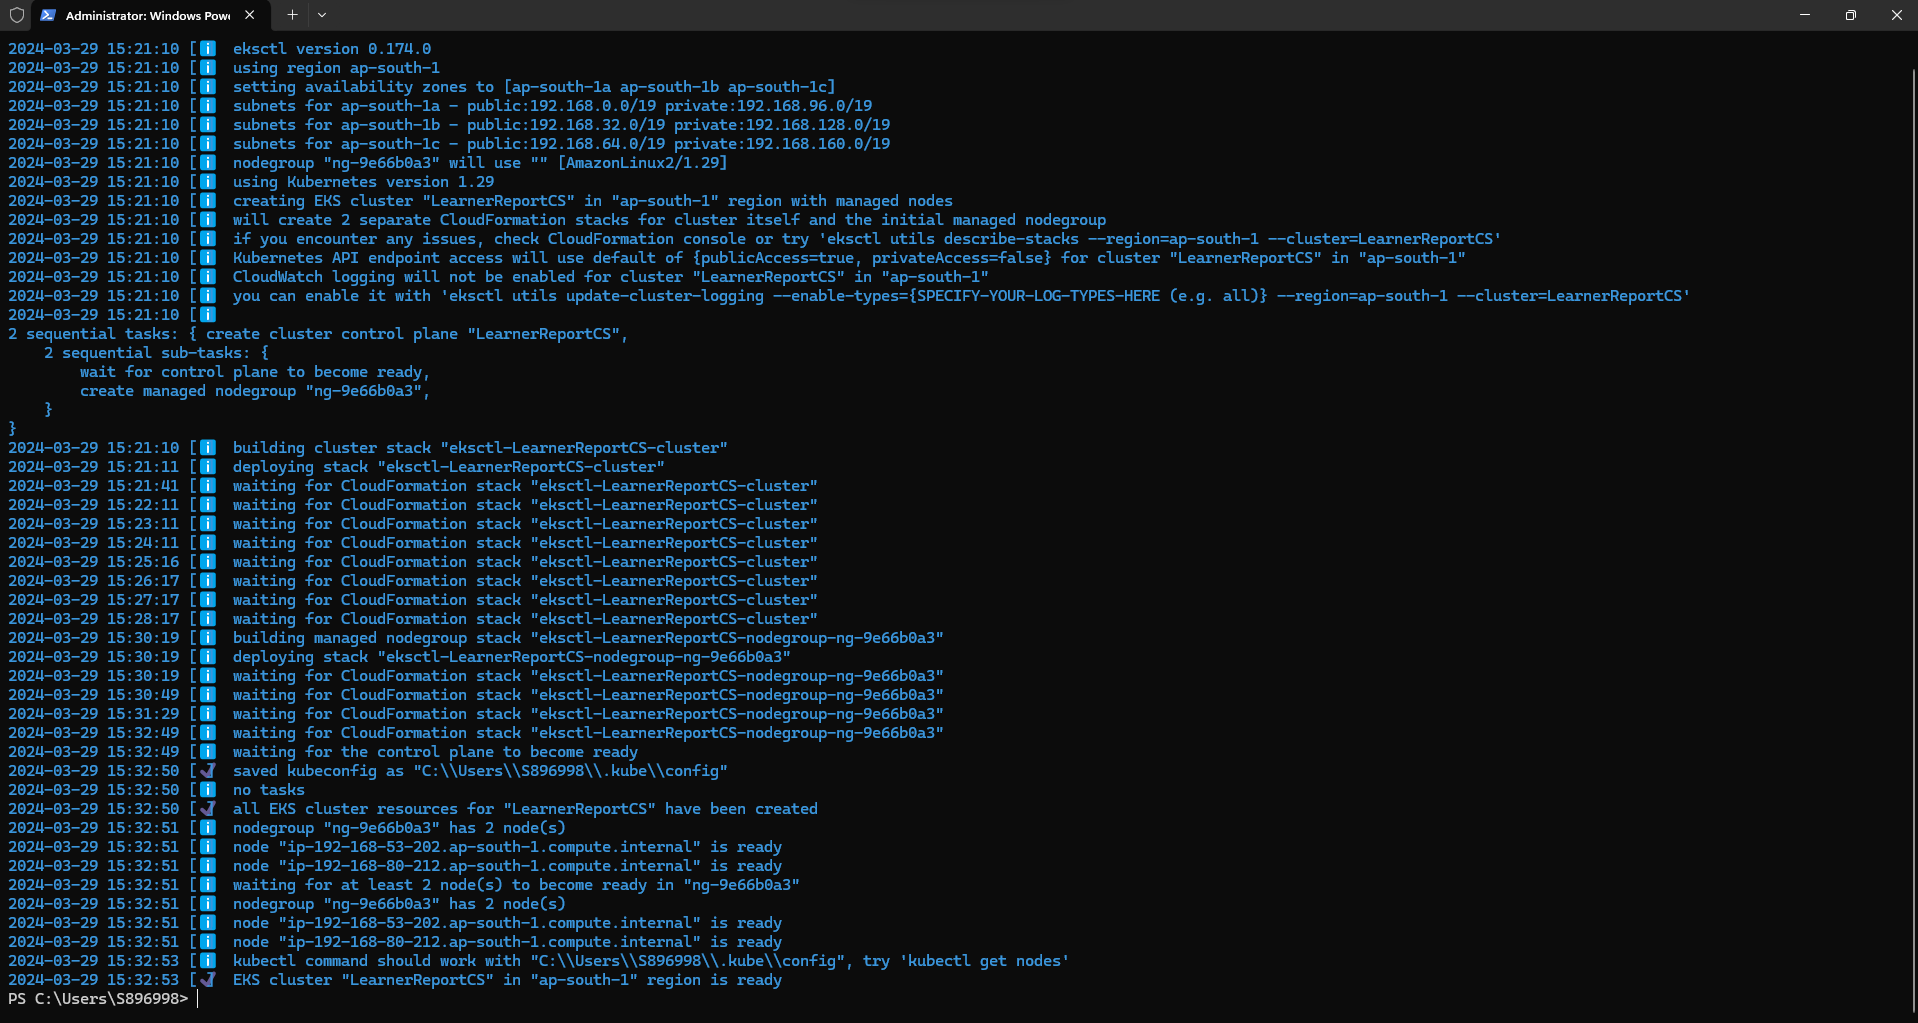 Administrator: Windows Powe
2024-03-29 15:21:10 [ℹ]  eksctl version 0.174.0
2024-03-29 15:21:10 [ℹ]  using region ap-south-1
2024-03-29 15:21:10 [ℹ]  setting availability zones to [ap-south-1a ap-south-1b ap-south-1c]
2024-03-29 15:21:10 [ℹ]  subnets for ap-south-1a - public:192.168.0.0/19 private:192.168.96.0/19
2024-03-29 15:21:10 [ℹ]  subnets for ap-south-1b - public:192.168.32.0/19 private:192.168.128.0/19
2024-03-29 15:21:10 [ℹ]  subnets for ap-south-1c - public:192.168.64.0/19 private:192.168.160.0/19
2024-03-29 15:21:10 [ℹ]  nodegroup "ng-9e66b0a3" will use "" [AmazonLinux2/1.29]
2024-03-29 15:21:10 [ℹ]  using Kubernetes version 1.29
2024-03-29 15:21:10 [ℹ]  creating EKS cluster "LearnerReportCS" in "ap-south-1" region with managed nodes
2024-03-29 15:21:10 [ℹ]  will create 2 separate CloudFormation stacks for cluster itself and the initial managed nodegroup
2024-03-29 15:21:10 [ℹ]  if you encounter any issues, check CloudFormation console or try 'eksctl utils describe-stacks --region=ap-south-1 --cluster=LearnerReportCS'
2024-03-29 15:21:10 [ℹ]  Kubernetes API endpoint access will use default of {publicAccess=true, privateAccess=false} for cluster "LearnerReportCS" in "ap-south-1"
2024-03-29 15:21:10 [ℹ]  CloudWatch logging will not be enabled for cluster "LearnerReportCS" in "ap-south-1"
2024-03-29 15:21:10 [ℹ]  you can enable it with 'eksctl utils update-cluster-logging --enable-types={SPECIFY-YOUR-LOG-TYPES-HERE (e.g. all)} --region=ap-south-1 --cluster=LearnerReportCS'
2024-03-29 15:21:10 [ℹ]
2 sequential tasks: { create cluster control plane "LearnerReportCS",
    2 sequential sub-tasks: {
        wait for control plane to become ready,
        create managed nodegroup "ng-9e66b0a3",
    }
}
2024-03-29 15:21:10 [ℹ]  building cluster stack "eksctl-LearnerReportCS-cluster"
2024-03-29 15:21:11 [ℹ]  deploying stack "eksctl-LearnerReportCS-cluster"
2024-03-29 15:21:41 [ℹ]  waiting for CloudFormation stack "eksctl-LearnerReportCS-cluster"
2024-03-29 15:22:11 [ℹ]  waiting for CloudFormation stack "eksctl-LearnerReportCS-cluster"
2024-03-29 15:23:11 [ℹ]  waiting for CloudFormation stack "eksctl-LearnerReportCS-cluster"
2024-03-29 15:24:11 [ℹ]  waiting for CloudFormation stack "eksctl-LearnerReportCS-cluster"
2024-03-29 15:25:16 [ℹ]  waiting for CloudFormation stack "eksctl-LearnerReportCS-cluster"
2024-03-29 15:26:17 [ℹ]  waiting for CloudFormation stack "eksctl-LearnerReportCS-cluster"
2024-03-29 15:27:17 [ℹ]  waiting for CloudFormation stack "eksctl-LearnerReportCS-cluster"
2024-03-29 15:28:17 [ℹ]  waiting for CloudFormation stack "eksctl-LearnerReportCS-cluster"
2024-03-29 15:30:19 [ℹ]  building managed nodegroup stack "eksctl-LearnerReportCS-nodegroup-ng-9e66b0a3"
2024-03-29 15:30:19 [ℹ]  deploying stack "eksctl-LearnerReportCS-nodegroup-ng-9e66b0a3"
2024-03-29 15:30:19 [ℹ]  waiting for CloudFormation stack "eksctl-LearnerReportCS-nodegroup-ng-9e66b0a3"
2024-03-29 15:30:49 [ℹ]  waiting for CloudFormation stack "eksctl-LearnerReportCS-nodegroup-ng-9e66b0a3"
2024-03-29 15:31:29 [ℹ]  waiting for CloudFormation stack "eksctl-LearnerReportCS-nodegroup-ng-9e66b0a3"
2024-03-29 15:32:49 [ℹ]  waiting for CloudFormation stack "eksctl-LearnerReportCS-nodegroup-ng-9e66b0a3"
2024-03-29 15:32:49 [ℹ]  waiting for the control plane to become ready
2024-03-29 15:32:50 [✔]  saved kubeconfig as "C:\\Users\\S896998\\.kube\\config"
2024-03-29 15:32:50 [ℹ]  no tasks
2024-03-29 15:32:50 [✔]  all EKS cluster resources for "LearnerReportCS" have been created
2024-03-29 15:32:51 [ℹ]  nodegroup "ng-9e66b0a3" has 2 node(s)
2024-03-29 15:32:51 [ℹ]  node "ip-192-168-53-202.ap-south-1.compute.internal" is ready
2024-03-29 15:32:51 [ℹ]  node "ip-192-168-80-212.ap-south-1.compute.internal" is ready
2024-03-29 15:32:51 [ℹ]  waiting for at least 2 node(s) to become ready in "ng-9e66b0a3"
2024-03-29 15:32:51 [ℹ]  nodegroup "ng-9e66b0a3" has 2 node(s)
2024-03-29 15:32:51 [ℹ]  node "ip-192-168-53-202.ap-south-1.compute.internal" is ready
2024-03-29 15:32:51 [ℹ]  node "ip-192-168-80-212.ap-south-1.compute.internal" is ready
2024-03-29 15:32:53 [ℹ]  kubectl command should work with "C:\\Users\\S896998\\.kube\\config", try 'kubectl get nodes'
2024-03-29 15:32:53 [✔]  EKS cluster "LearnerReportCS" in "ap-south-1" region is ready
PS C:\Users\S896998>